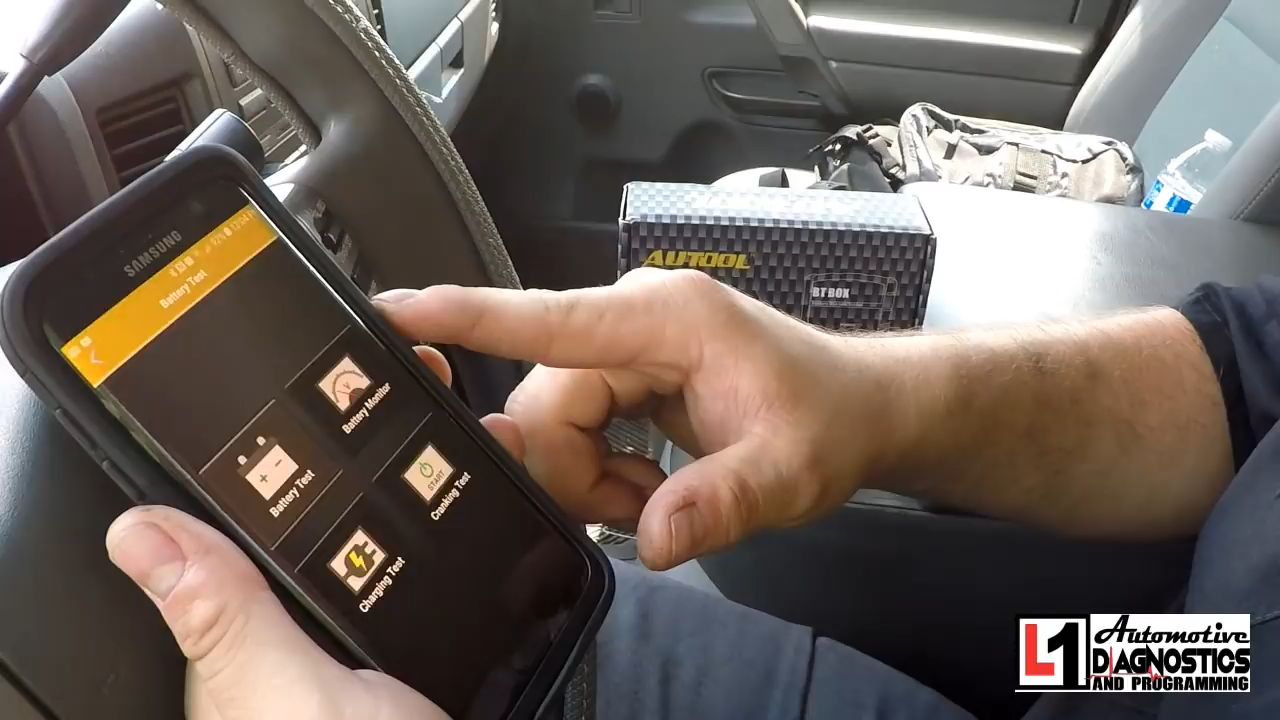 SAMSUNG
Battery Test
Battery Monitor
Battery Test
START
Cranking Test
Charging Test
AUTOOL
BT BOX
L1
Automotive
DIAGNOSTICS
AND PROGRAMMING